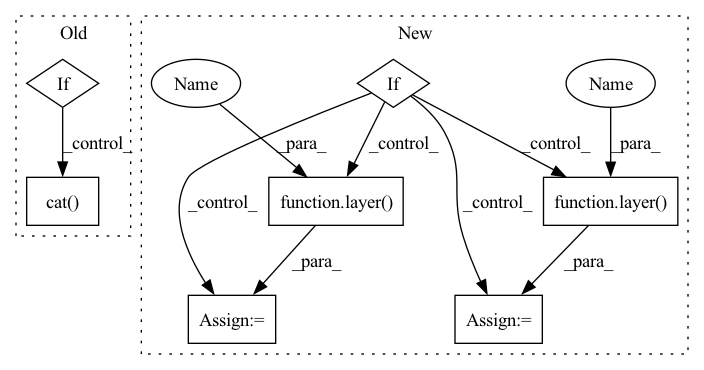 Old
New
If
Name
If
Name
_control_
_para_
_control_
_control_
_para_
cat()
function.layer()
function.layer()
_control_
_control_
_para_
_para_
Assign:=
Assign:=